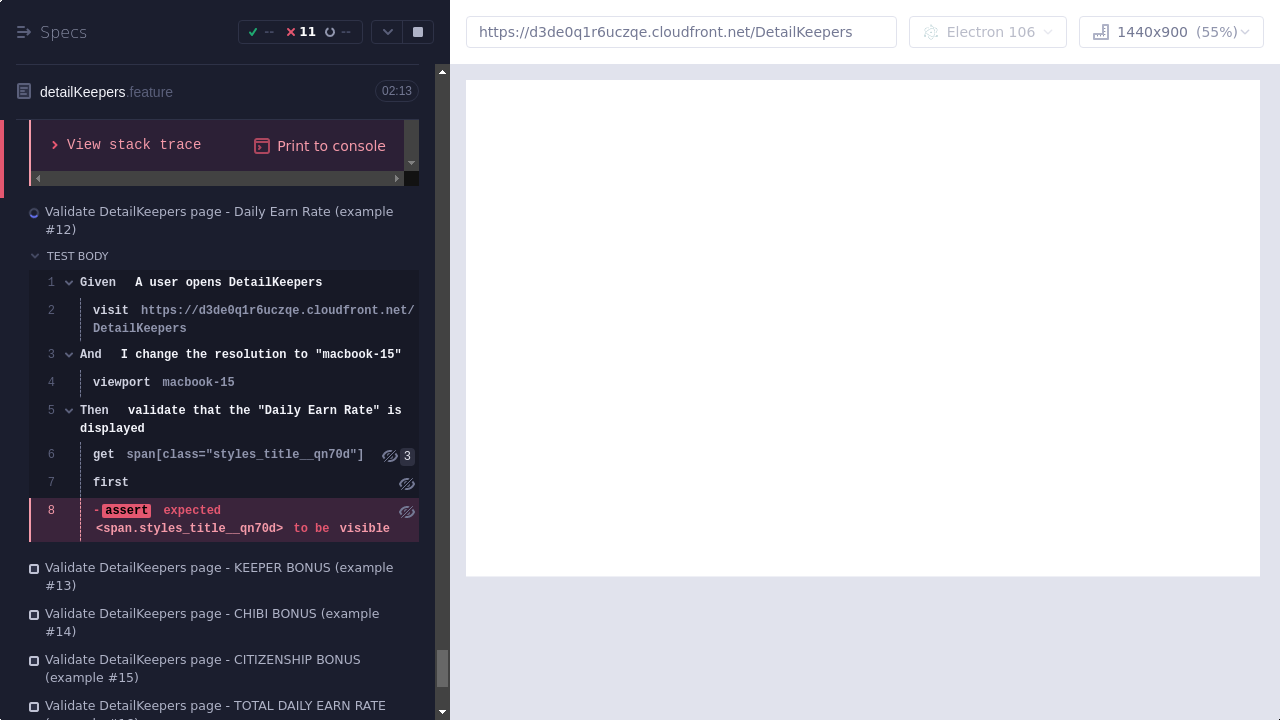 Specs
-- 11 --
https://d3de0q1r6uczqe.cloudfront.net/DetailKeepers
Electron 106
1440x900 (55%)
detailKeepers.feature
02:13
View stack trace
Print to console
Validate DetailKeepers page - Daily Earn Rate (example
#12)
TEST BODY
1 Given A user opens DetailKeepers
2 visit https://d3de0q1r6uczqe.cloudfront.net/
DetailKeepers
3 And I change the resolution to "macbook-15"
4 viewport macbook-15
5 Then validate that the "Daily Earn Rate" is
displayed
6 get span[class="styles_title__qn70d"] 3
7 first
8 -assert expected
<span.styles_title__qn70d> to be visible
Validate DetailKeepers page - KEEPER BONUS (example
#13)
Validate DetailKeepers page - CHIBI BONUS (example
#14)
Validate DetailKeepers page - CITIZENSHIP BONUS
(example #15)
Validate DetailKeepers page - TOTAL DAILY EARN RATE